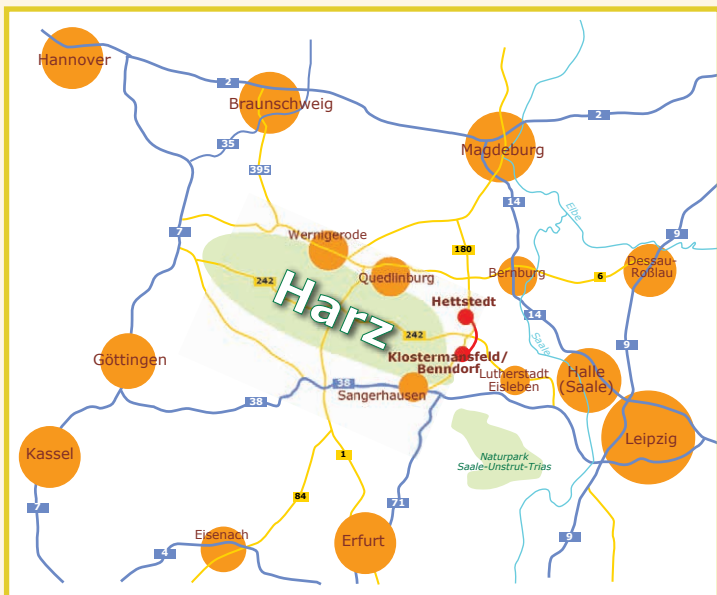 Hannover
2
Braunschweig
2
35
Magdeburg
395
14
Elbe
7
9
Wernigerode
180
Dessau-
Roßlau
242
Quedlinburg
Bernburg
6
Harz
Hettstedt
14
242
Saale
9
Göttingen
Klostermansfeld/
Benndorf
Lutherstadt
Eisleben
Halle
(Saale)
38
Sangerhausen
38
Leipzig
Kassel
1
Naturpark
Saale-Unstrut-Trias
84
7
71
Eisenach
Erfurt
4
9